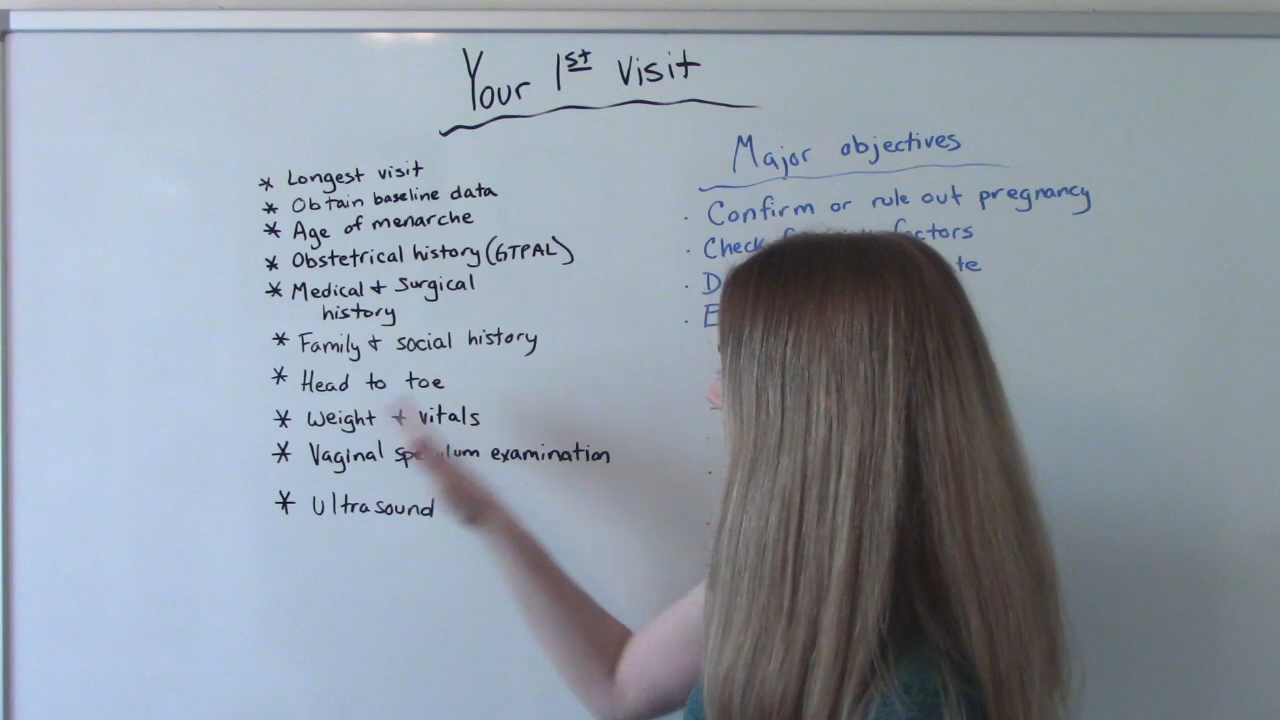 Your 1st visit
* Longest visit
* Obtain baseline data
* Age of menarche
* Obstetrical history (GTPAL)
* Medical + Surgical
history
* Family + social history
* Head to toe
* Weight + vitals
* Vaginal examination
* Ultrasound
Major objectives
· Confirm or rule out pregnancy
· Check factors